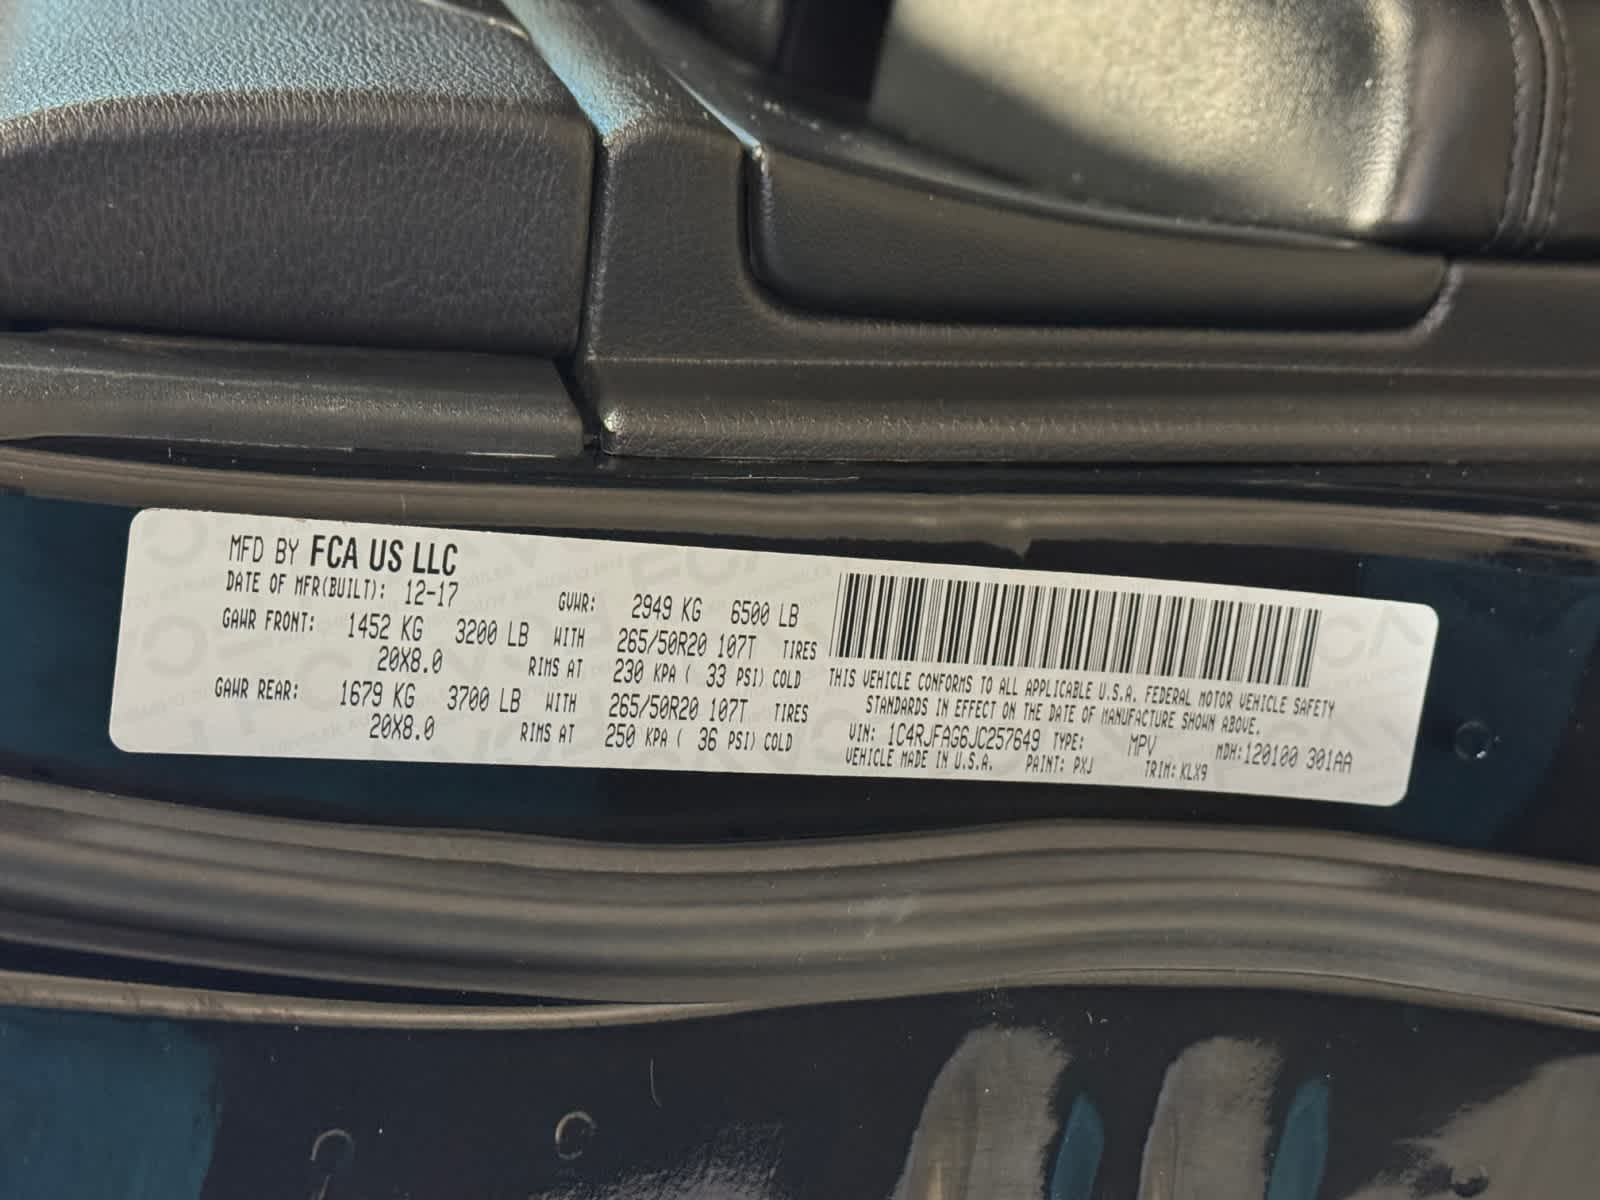 MFD BY FCA US LLC
DATE OF MFR(BUILT): 12-17 GVWR: 2949 KG 6500 LB
GAWR FRONT: 1452 KG 3200 LB WITH 265/50R20 107T TIRES
20X8.0 RIMS AT 230 KPA ( 33 PSI) COLD
GAWR REAR: 1679 KG 3700 LB WITH 265/50R20 107T TIRES
20X8.0 RIMS AT 250 KPA ( 36 PSI) COLD
THIS VEHICLE CONFORMS TO ALL APPLICABLE U.S.A. FEDERAL MOTOR VEHICLE SAFETY
STANDARDS IN EFFECT ON THE DATE OF MANUFACTURE SHOWN ABOVE.
VIN: 1C4RJFAG6JC257649 TYPE: MPV MDH: 120100 301AA
VEHICLE MADE IN U.S.A. PAINT: PXJ TRIM: KLX9